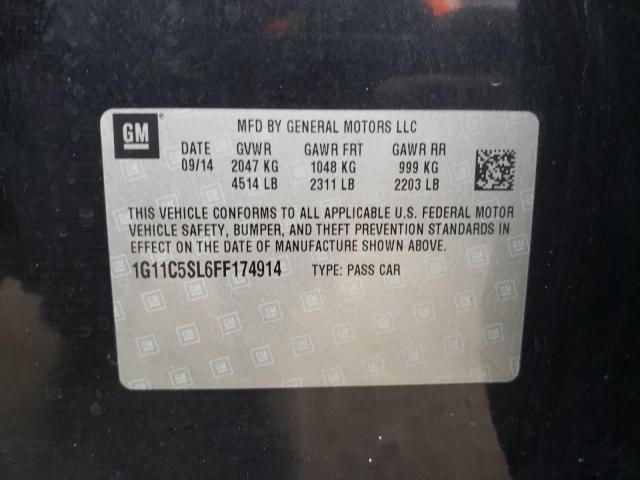 GM
MFD BY GENERAL MOTORS LLC
DATE GVWR GAWR FRT GAWR RR
09/14 2047 KG 1048 KG 999 KG
4514 LB 2311 LB 2203 LB
THIS VEHICLE CONFORMS TO ALL APPLICABLE U.S. FEDERAL MOTOR
VEHICLE SAFETY, BUMPER, AND THEFT PREVENTION STANDARDS IN
EFFECT ON THE DATE OF MANUFACTURE SHOWN ABOVE.
1G11C5SL6FF174914 TYPE: PASS CAR